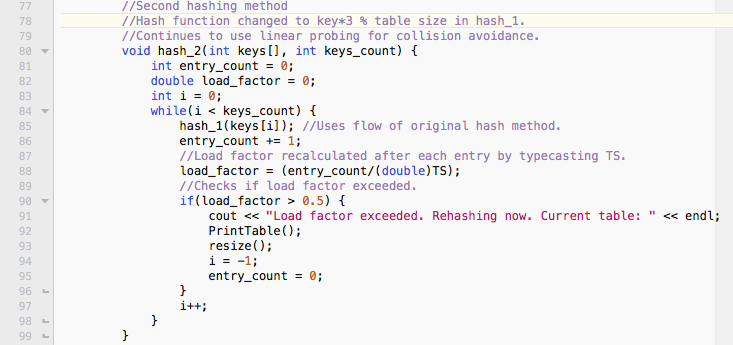 77 //Second hashing method
78 //Hash function changed to key*3 % table size in hash_1.
79 //Continues to use linear probing for collision avoidance.
80 void hash_2(int keys[], int keys_count) {
81 int entry_count = 0;
82 double load_factor = 0;
83 int i = 0;
84 while(i < keys_count) {
85 hash_1(keys[i]); //Uses flow of original hash method.
86 entry_count += 1;
87 //Load factor recalculated after each entry by typecasting TS.
88 load_factor = (entry_count/(double)TS);
89 //Checks if load factor exceeded.
90 if(load_factor > 0.5) {
91 cout << "Load factor exceeded. Rehashing now. Current table: " << endl;
92 PrintTable();
93 resize();
94 i = -1;
95 entry_count = 0;
96 }
97 i++;
98 }
99 }